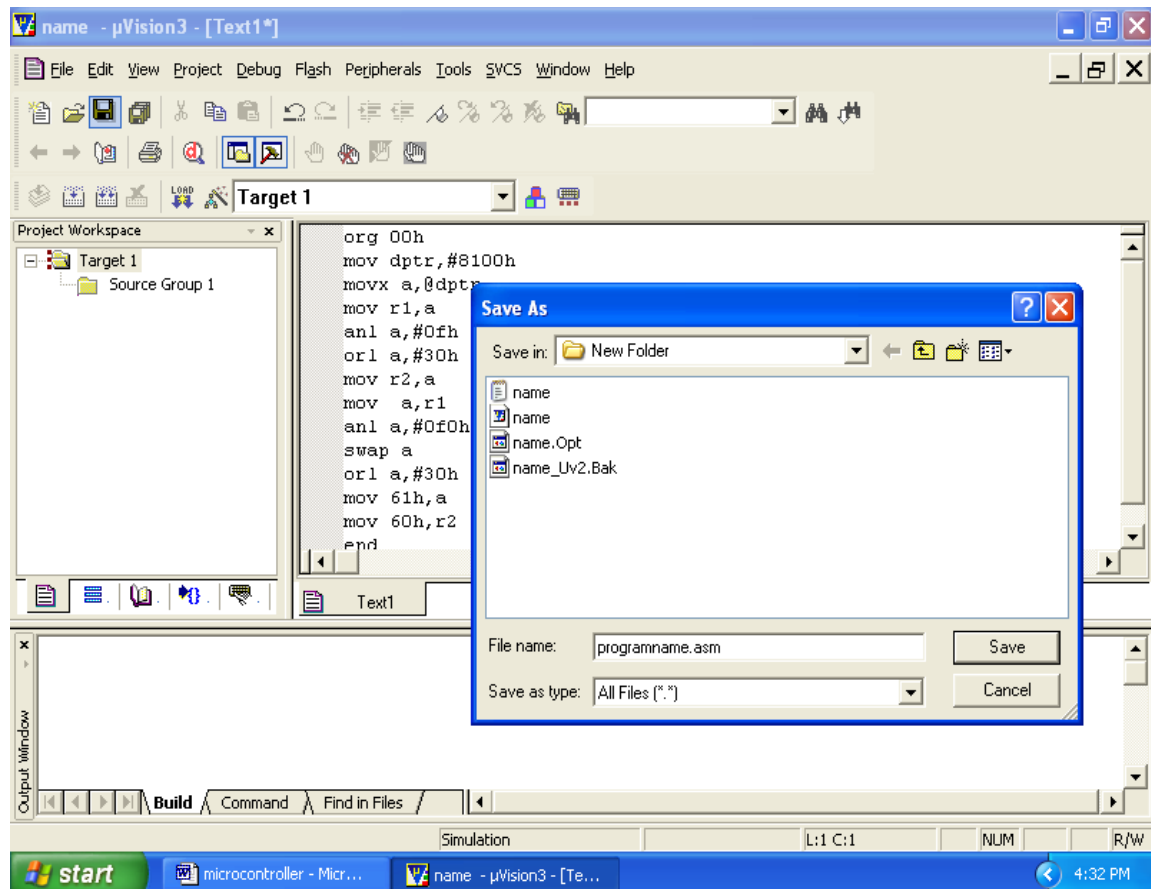 name - µVision3 - [Text1*]
File Edit View Project Debug Flash Peripherals Tools SVCS Window Help
LOAD Target 1
Project Workspace
Target 1
Source Group 1
org 00h
mov dptr,#8100h
movx a,@dptr
mov r1,a
anl a,#0fh
orl a,#30h
mov r2,a
mov  a,r1
anl a,#0f0h
swap a
orl a,#30h
mov 61h,a
mov 60h,r2
end
Text1
Save As
Save in: New Folder
name
name
name.Opt
name_Uv2.Bak
File name: programname.asm Save
Save as type: All Files (*.*) Cancel
Output Window
Build Command Find in Files
Simulation L:1 C:1 NUM R/W
start microcontroller - Micr... name - µVision3 - [Te... 4:32 PM